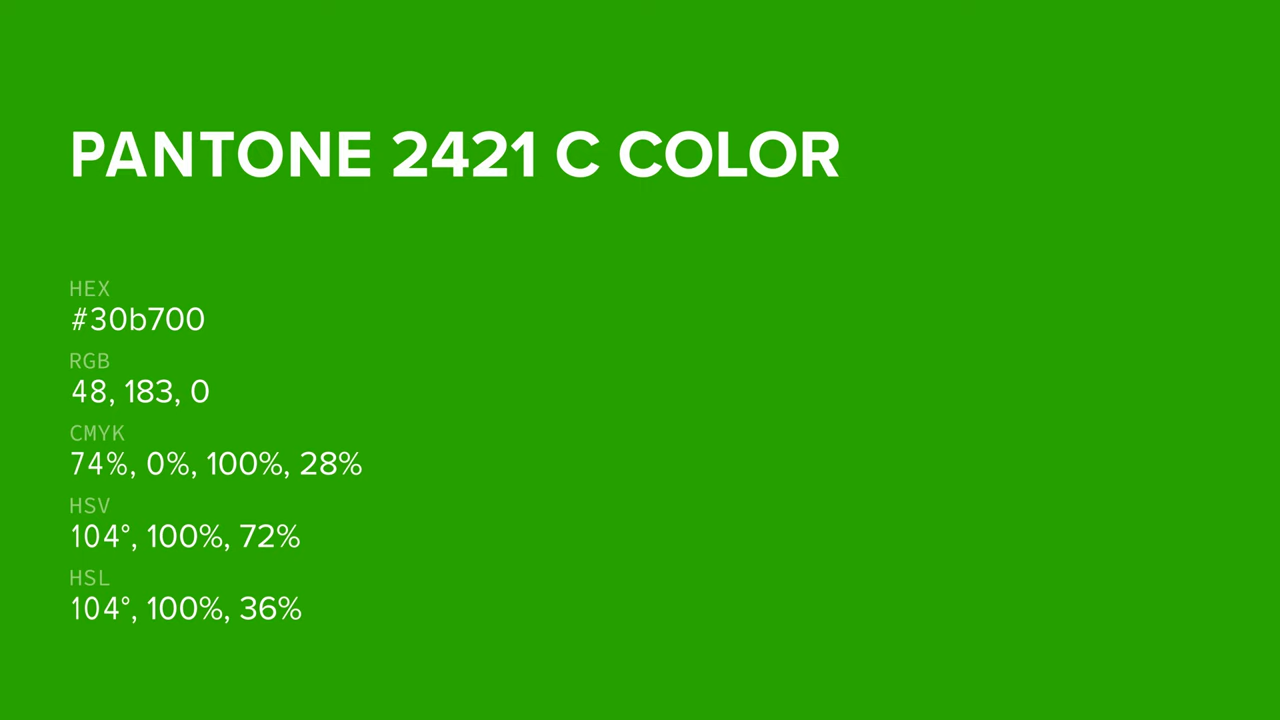 PANTONE 2421 C COLOR
HEX
#30b700
RGB
48, 183, 0
CMYK
74%, 0%, 100%, 28%
HSV
104°, 100%, 72%
HSL
104°, 100%, 36%